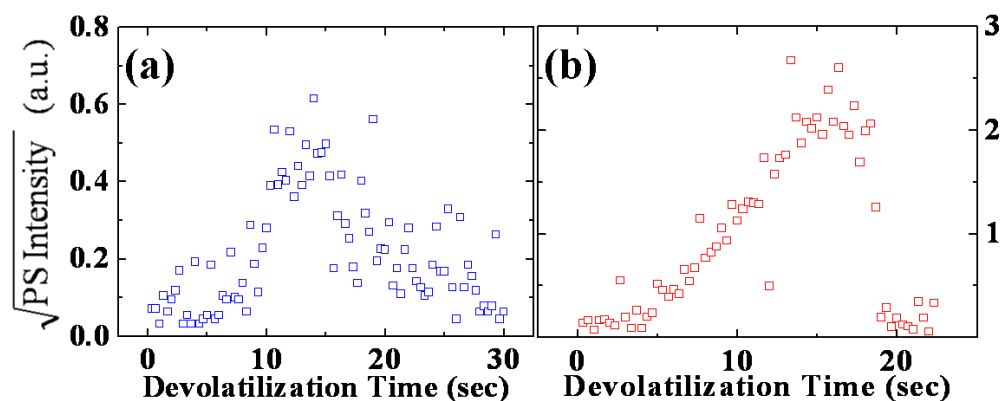 √PS Intensity (a.u.)
0.8
0.6
0.4
0.2
0.0
(a)
0 10 20 30
Devolatilization Time (sec)
(b)
3
2
1
0 10 20
Devolatilization Time (sec)